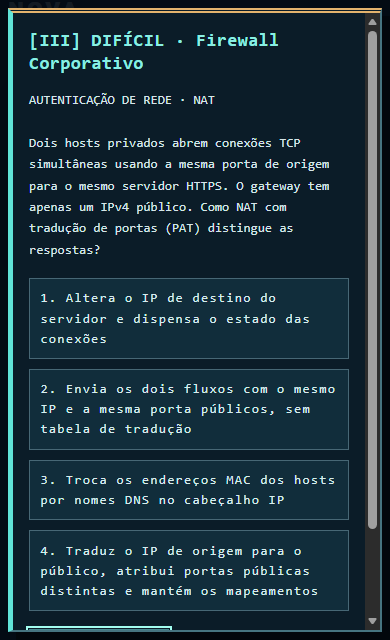 [III] DIFÍCIL · Firewall
Corporativo
AUTENTICAÇÃO DE REDE · NAT
Dois hosts privados abrem conexões TCP
simultâneas usando a mesma porta de origem
para o mesmo servidor HTTPS. O gateway tem
apenas um IPv4 público. Como NAT com
tradução de portas (PAT) distingue as
respostas?
1. Altera o IP de destino do
servidor e dispensa o estado das
conexões
2. Envia os dois fluxos com o mesmo
IP e a mesma porta públicos, sem
tabela de tradução
3. Troca os endereços MAC dos hosts
por nomes DNS no cabeçalho IP
4. Traduz o IP de origem para o
público, atribui portas públicas
distintas e mantém os mapeamentos